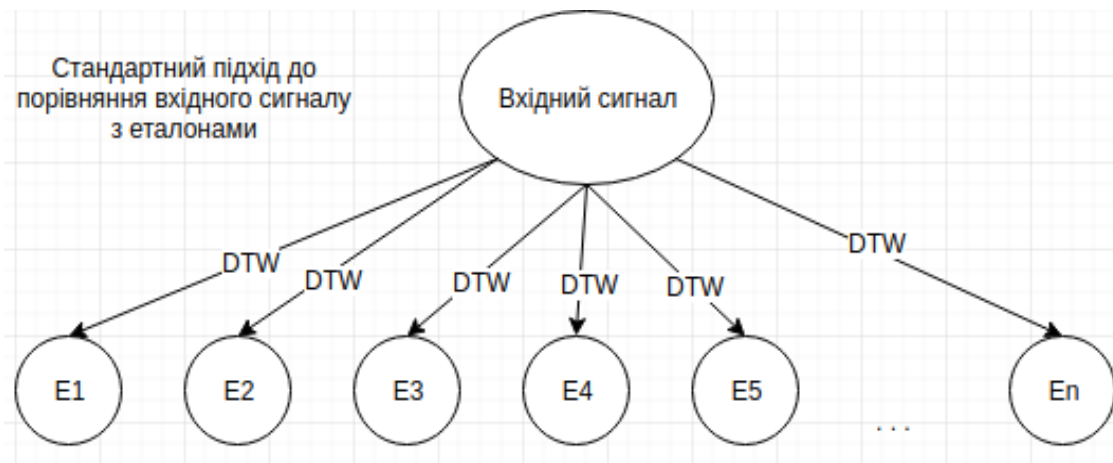 Стандартний підхід до
порівняння вхідного сигналу
з еталонами
Вхідний сигнал
DTW
DTW
DTW
DTW
DTW
DTW
E1
E2
E3
E4
E5
. . .
En